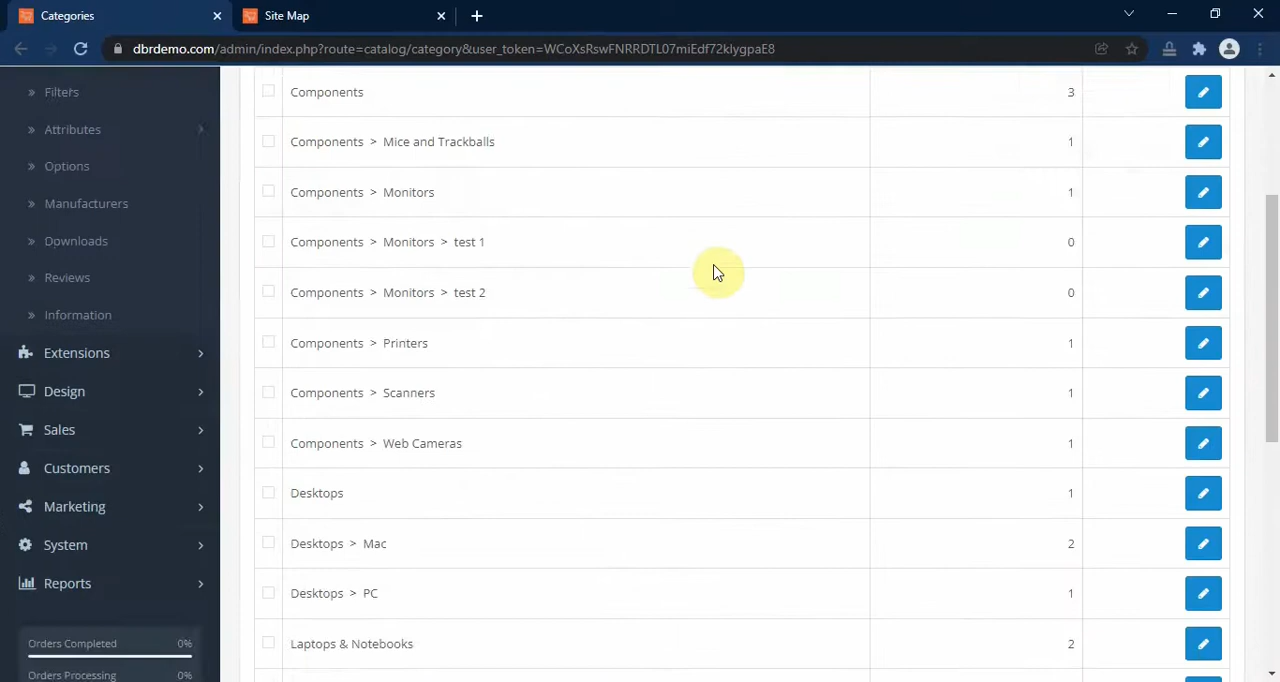 Categories
Site Map
dbrdemo.com/admin/index.php?route=catalog/category&user_token=WCoXsRswFNRRDTL07miEdf72klygpaE8
» Filters
» Attributes
» Options
» Manufacturers
» Downloads
» Reviews
» Information
Extensions
Design
Sales
Customers
Marketing
System
Reports
Orders Completed 0%
Orders Processing 0%
Components 3
Components > Mice and Trackballs 1
Components > Monitors 1
Components > Monitors > test 1 0
Components > Monitors > test 2 0
Components > Printers 1
Components > Scanners 1
Components > Web Cameras 1
Desktops 1
Desktops > Mac 2
Desktops > PC 1
Laptops & Notebooks 2